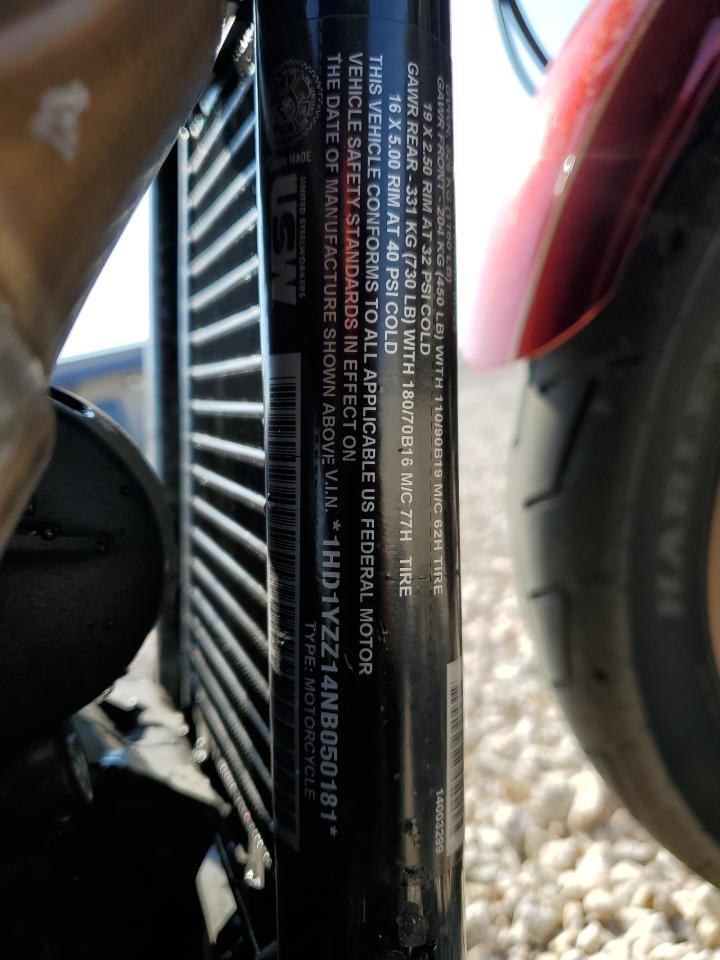 GAWR FRONT - 204 KG (450 LB) WITH 110/90B19 M/C 62H TIRE
19 X 2.50 RIM AT 32 PSI COLD
GAWR REAR - 331 KG (730 LB) WITH 180/70B16 M/C 77H TIRE
16 X 5.00 RIM AT 40 PSI COLD
THIS VEHICLE CONFORMS TO ALL APPLICABLE US FEDERAL MOTOR
VEHICLE SAFETY STANDARDS IN EFFECT ON
THE DATE OF MANUFACTURE SHOWN ABOVE V.I.N. *1HD1YZZ14NB050181*
TYPE: MOTORCYCLE
MADE
UNITED STEELWORKERS
USW
14003299